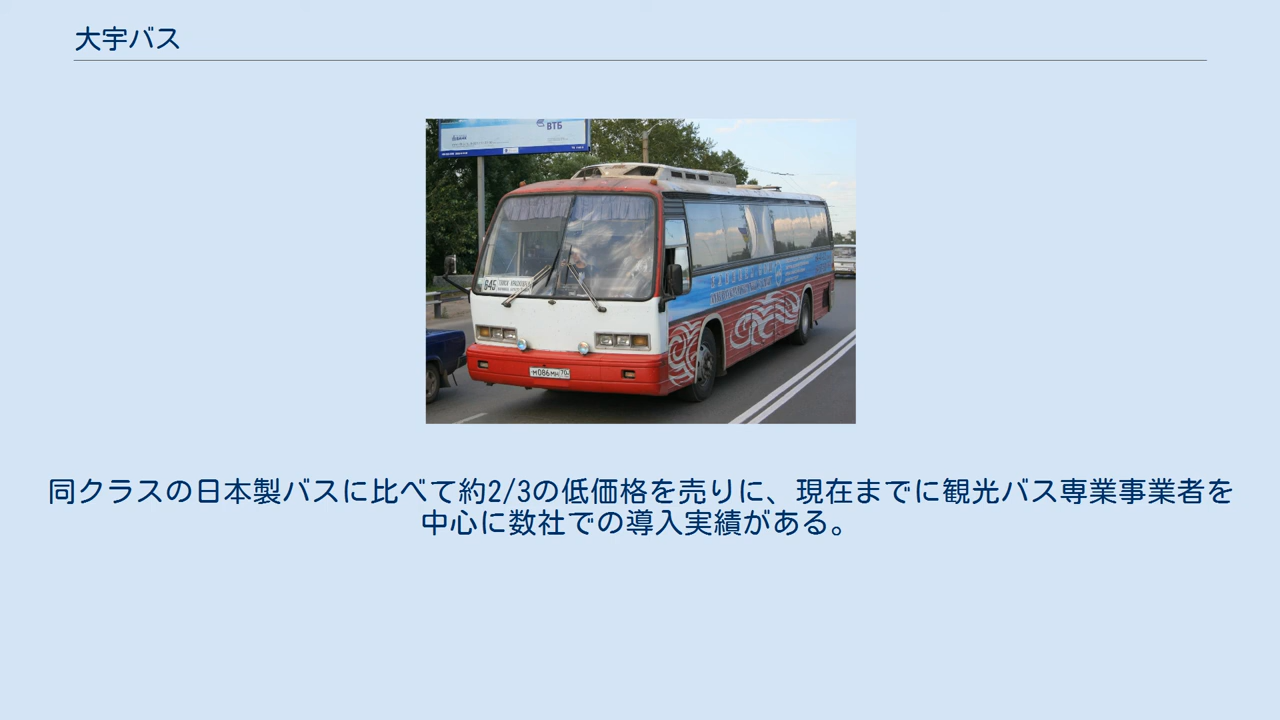 大宇バス
ВТБ
645
М086МН 70
同クラスの日本製バスに比べて約2/3の低価格を売りに、現在までに観光バス専業事業者を
中心に数社での導入実績がある。